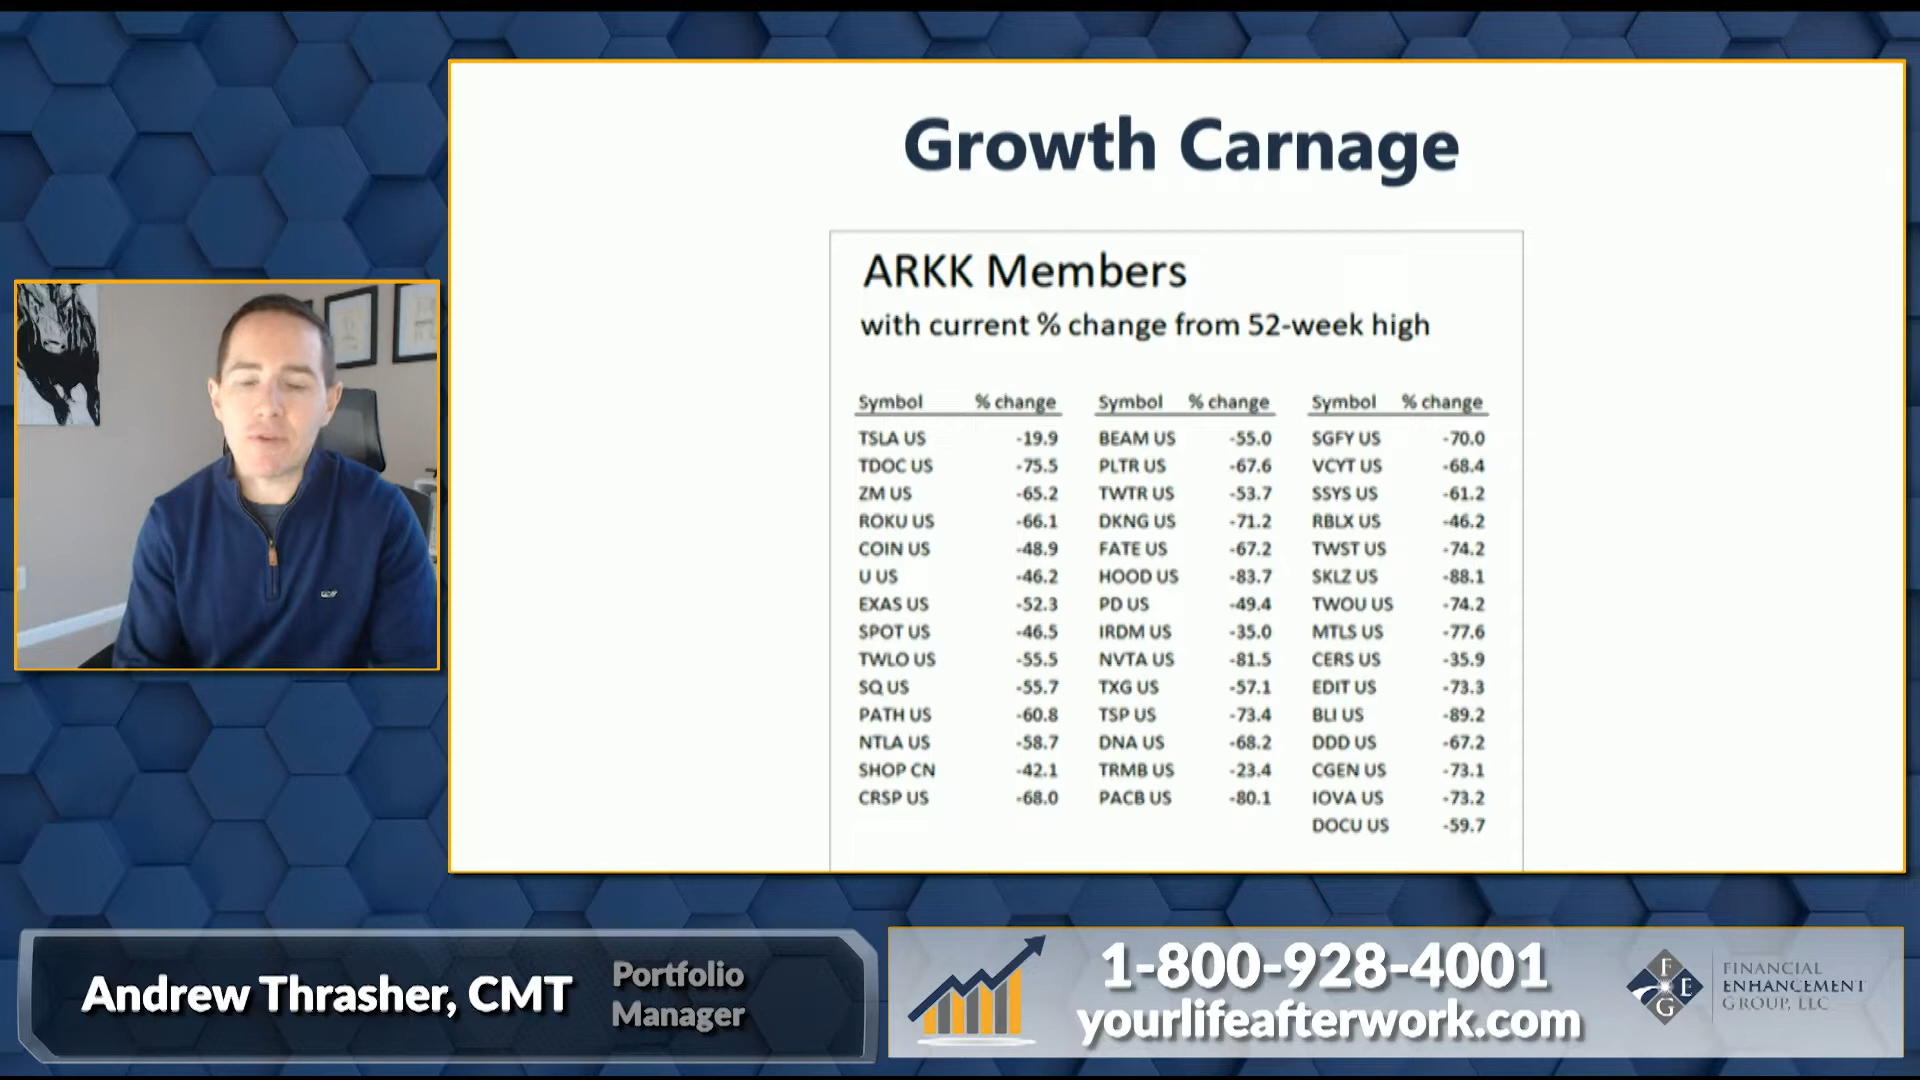 Growth Carnage
ARKK Members
with current % change from 52-week high
Symbol % change Symbol % change Symbol % change
TSLA US -19.9 BEAM US -55.0 SGFY US -70.0
TDOC US -75.5 PLTR US -67.6 VCYT US -68.4
ZM US -65.2 TWTR US -53.7 SSYS US -61.2
ROKU US -66.1 DKNG US -71.2 RBLX US -46.2
COIN US -48.9 FATE US -67.2 TWST US -74.2
U US -46.2 HOOD US -83.7 SKLZ US -88.1
EXAS US -52.3 PD US -49.4 TWOU US -74.2
SPOT US -46.5 IRDM US -35.0 MTLS US -77.6
TWLO US -55.5 NVTA US -81.5 CERS US -35.9
SQ US -55.7 TXG US -57.1 EDIT US -73.3
PATH US -60.8 TSP US -73.4 BLI US -89.2
NTLA US -58.7 DNA US -68.2 DDD US -67.2
SHOP CN -42.1 TRMB US -23.4 CGEN US -73.1
CRSP US -68.0 PACB US -80.1 IOVA US -73.2
DOCU US -59.7
Andrew Thrasher, CMT
Portfolio
Manager
1-800-928-4001
yourlifeafterwork.com
F
E
G
FINANCIAL
ENHANCEMENT
GROUP, LLC